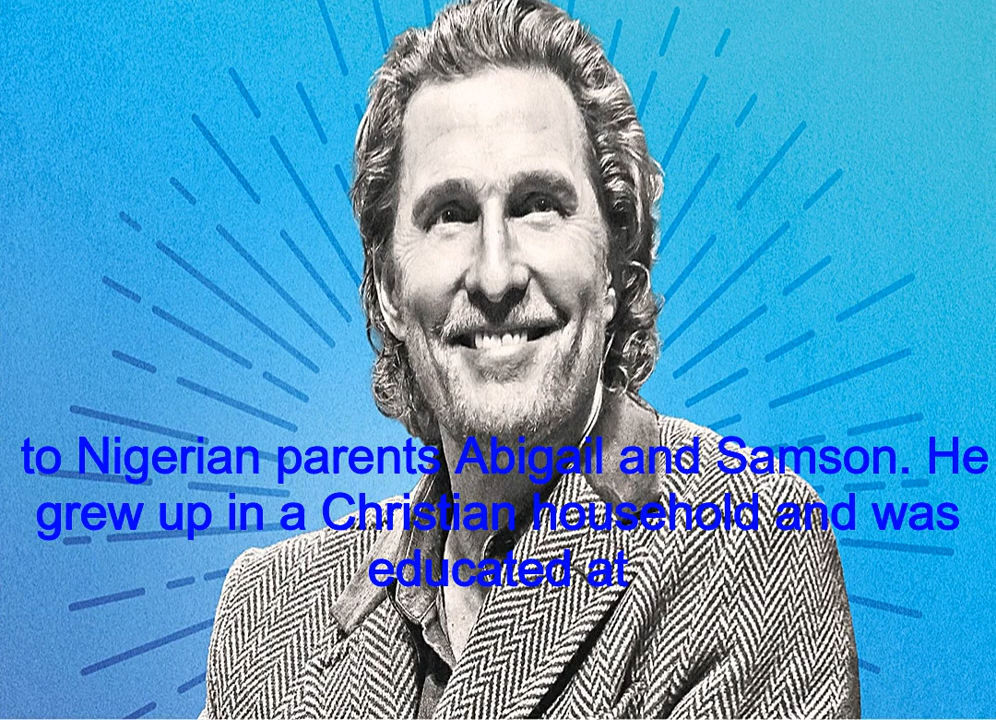 to Nigerian parents Abigail and Samson. He
grew up in a Christian household and was
educated at